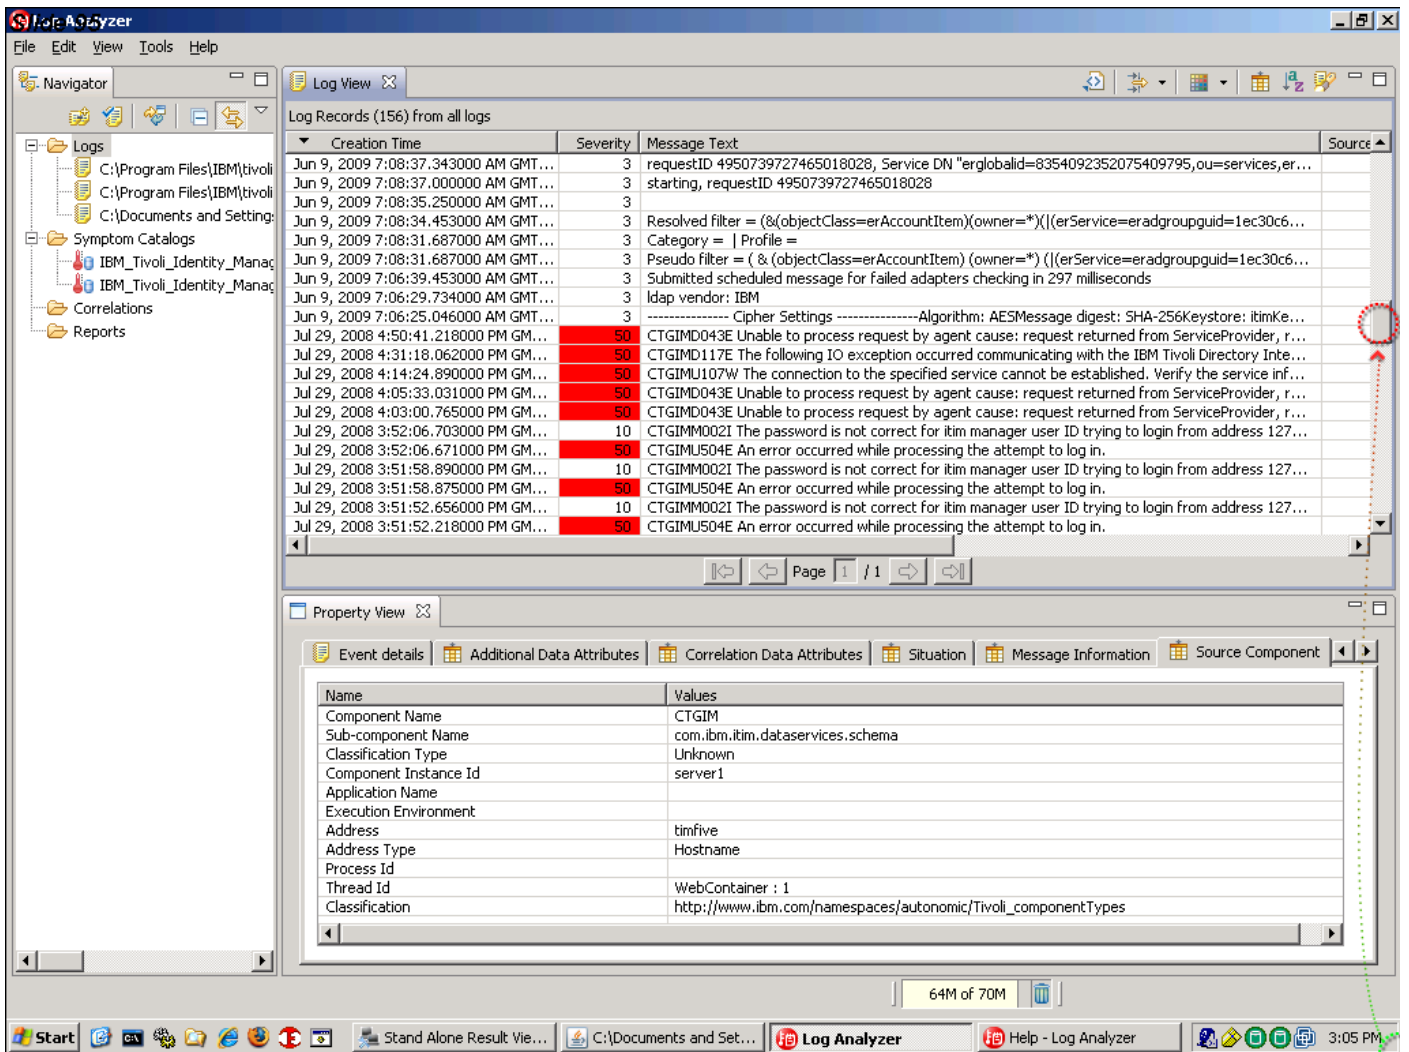 Log Analyzer
Slide 35
File Edit View Tools Help
Navigator
Logs
C:\Program Files\IBM\tivoli
C:\Program Files\IBM\tivoli
C:\Documents and Setting:
Symptom Catalogs
IBM_Tivoli_Identity_Manag
IBM_Tivoli_Identity_Manag
Correlations
Reports
Log View
Log Records (156) from all logs
Creation Time Severity Message Text Source
Jun 9, 2009 7:08:37.343000 AM GMT... 3 requestID 4950739727465018028, Service DN "erglobalid=8354092352075409795,ou=services,er...
Jun 9, 2009 7:08:37.000000 AM GMT... 3 starting, requestID 4950739727465018028
Jun 9, 2009 7:08:35.250000 AM GMT... 3
Jun 9, 2009 7:08:34.453000 AM GMT... 3 Resolved filter = (&(objectClass=erAccountItem)(owner=*)(|(erService=eradgroupguid=1ec30c6...
Jun 9, 2009 7:08:31.687000 AM GMT... 3 Category = | Profile =
Jun 9, 2009 7:08:31.687000 AM GMT... 3 Pseudo filter = ( & (objectClass=erAccountItem) (owner=*) (|(erService=eradgroupguid=1ec30c6...
Jun 9, 2009 7:06:39.453000 AM GMT... 3 Submitted scheduled message for failed adapters checking in 297 milliseconds
Jun 9, 2009 7:06:29.734000 AM GMT... 3 ldap vendor: IBM
Jun 9, 2009 7:06:25.046000 AM GMT... 3 --------------- Cipher Settings ---------------Algorithm: AESMessage digest: SHA-256Keystore: itimKe...
Jul 29, 2008 4:50:41.218000 PM GM... 50 CTGIMD043E Unable to process request by agent cause: request returned from ServiceProvider, r...
Jul 29, 2008 4:31:18.062000 PM GM... 50 CTGIMD117E The following IO exception occurred communicating with the IBM Tivoli Directory Inte...
Jul 29, 2008 4:14:24.890000 PM GM... 50 CTGIMU107W The connection to the specified service cannot be established. Verify the service inf...
Jul 29, 2008 4:05:33.031000 PM GM... 50 CTGIMD043E Unable to process request by agent cause: request returned from ServiceProvider, r...
Jul 29, 2008 4:03:00.765000 PM GM... 50 CTGIMD043E Unable to process request by agent cause: request returned from ServiceProvider, r...
Jul 29, 2008 3:52:06.703000 PM GM... 10 CTGIMM002I The password is not correct for itim manager user ID trying to login from address 127...
Jul 29, 2008 3:52:06.671000 PM GM... 50 CTGIMU504E An error occurred while processing the attempt to log in.
Jul 29, 2008 3:51:58.890000 PM GM... 10 CTGIMM002I The password is not correct for itim manager user ID trying to login from address 127...
Jul 29, 2008 3:51:58.875000 PM GM... 50 CTGIMU504E An error occurred while processing the attempt to log in.
Jul 29, 2008 3:51:52.656000 PM GM... 10 CTGIMM002I The password is not correct for itim manager user ID trying to login from address 127...
Jul 29, 2008 3:51:52.218000 PM GM... 50 CTGIMU504E An error occurred while processing the attempt to log in.
Page 1 / 1
Property View
Event details Additional Data Attributes Correlation Data Attributes Situation Message Information Source Component
Name Values
Component Name CTGIM
Sub-component Name com.ibm.itim.dataservices.schema
Classification Type Unknown
Component Instance Id server1
Application Name
Execution Environment
Address timfive
Address Type Hostname
Process Id
Thread Id WebContainer : 1
Classification http://www.ibm.com/namespaces/autonomic/Tivoli_componentTypes
64M of 70M
Start Stand Alone Result Vie... C:\Documents and Set... Log Analyzer Help - Log Analyzer 3:05 PM